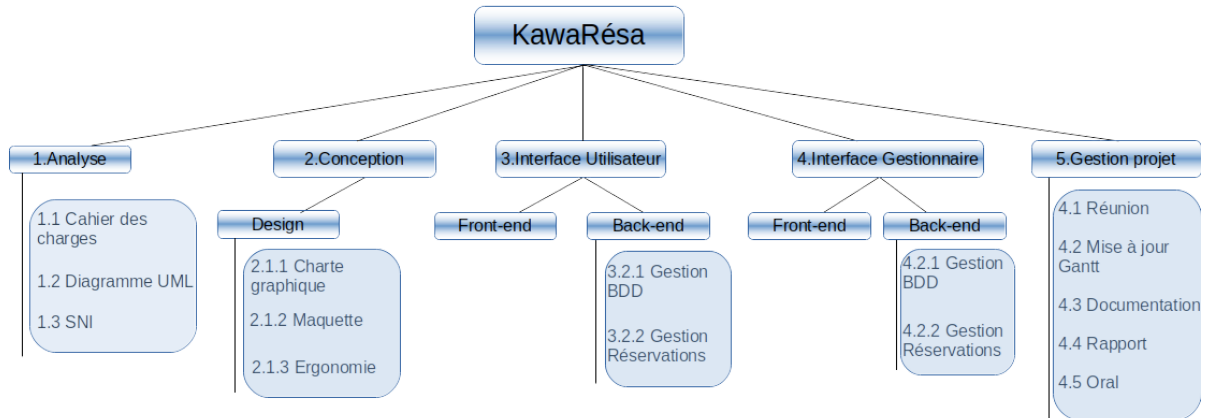 KawaRésa
1.Analyse
2.Conception
3.Interface Utilisateur
4.Interface Gestionnaire
5.Gestion projet
1.1 Cahier des
charges
1.2 Diagramme UML
1.3 SNI
Design
2.1.1 Charte
graphique
2.1.2 Maquette
2.1.3 Ergonomie
Front-end
Back-end
3.2.1 Gestion
BDD
3.2.2 Gestion
Réservations
Front-end
Back-end
4.2.1 Gestion
BDD
4.2.2 Gestion
Réservations
4.1 Réunion
4.2 Mise à jour
Gantt
4.3 Documentation
4.4 Rapport
4.5 Oral